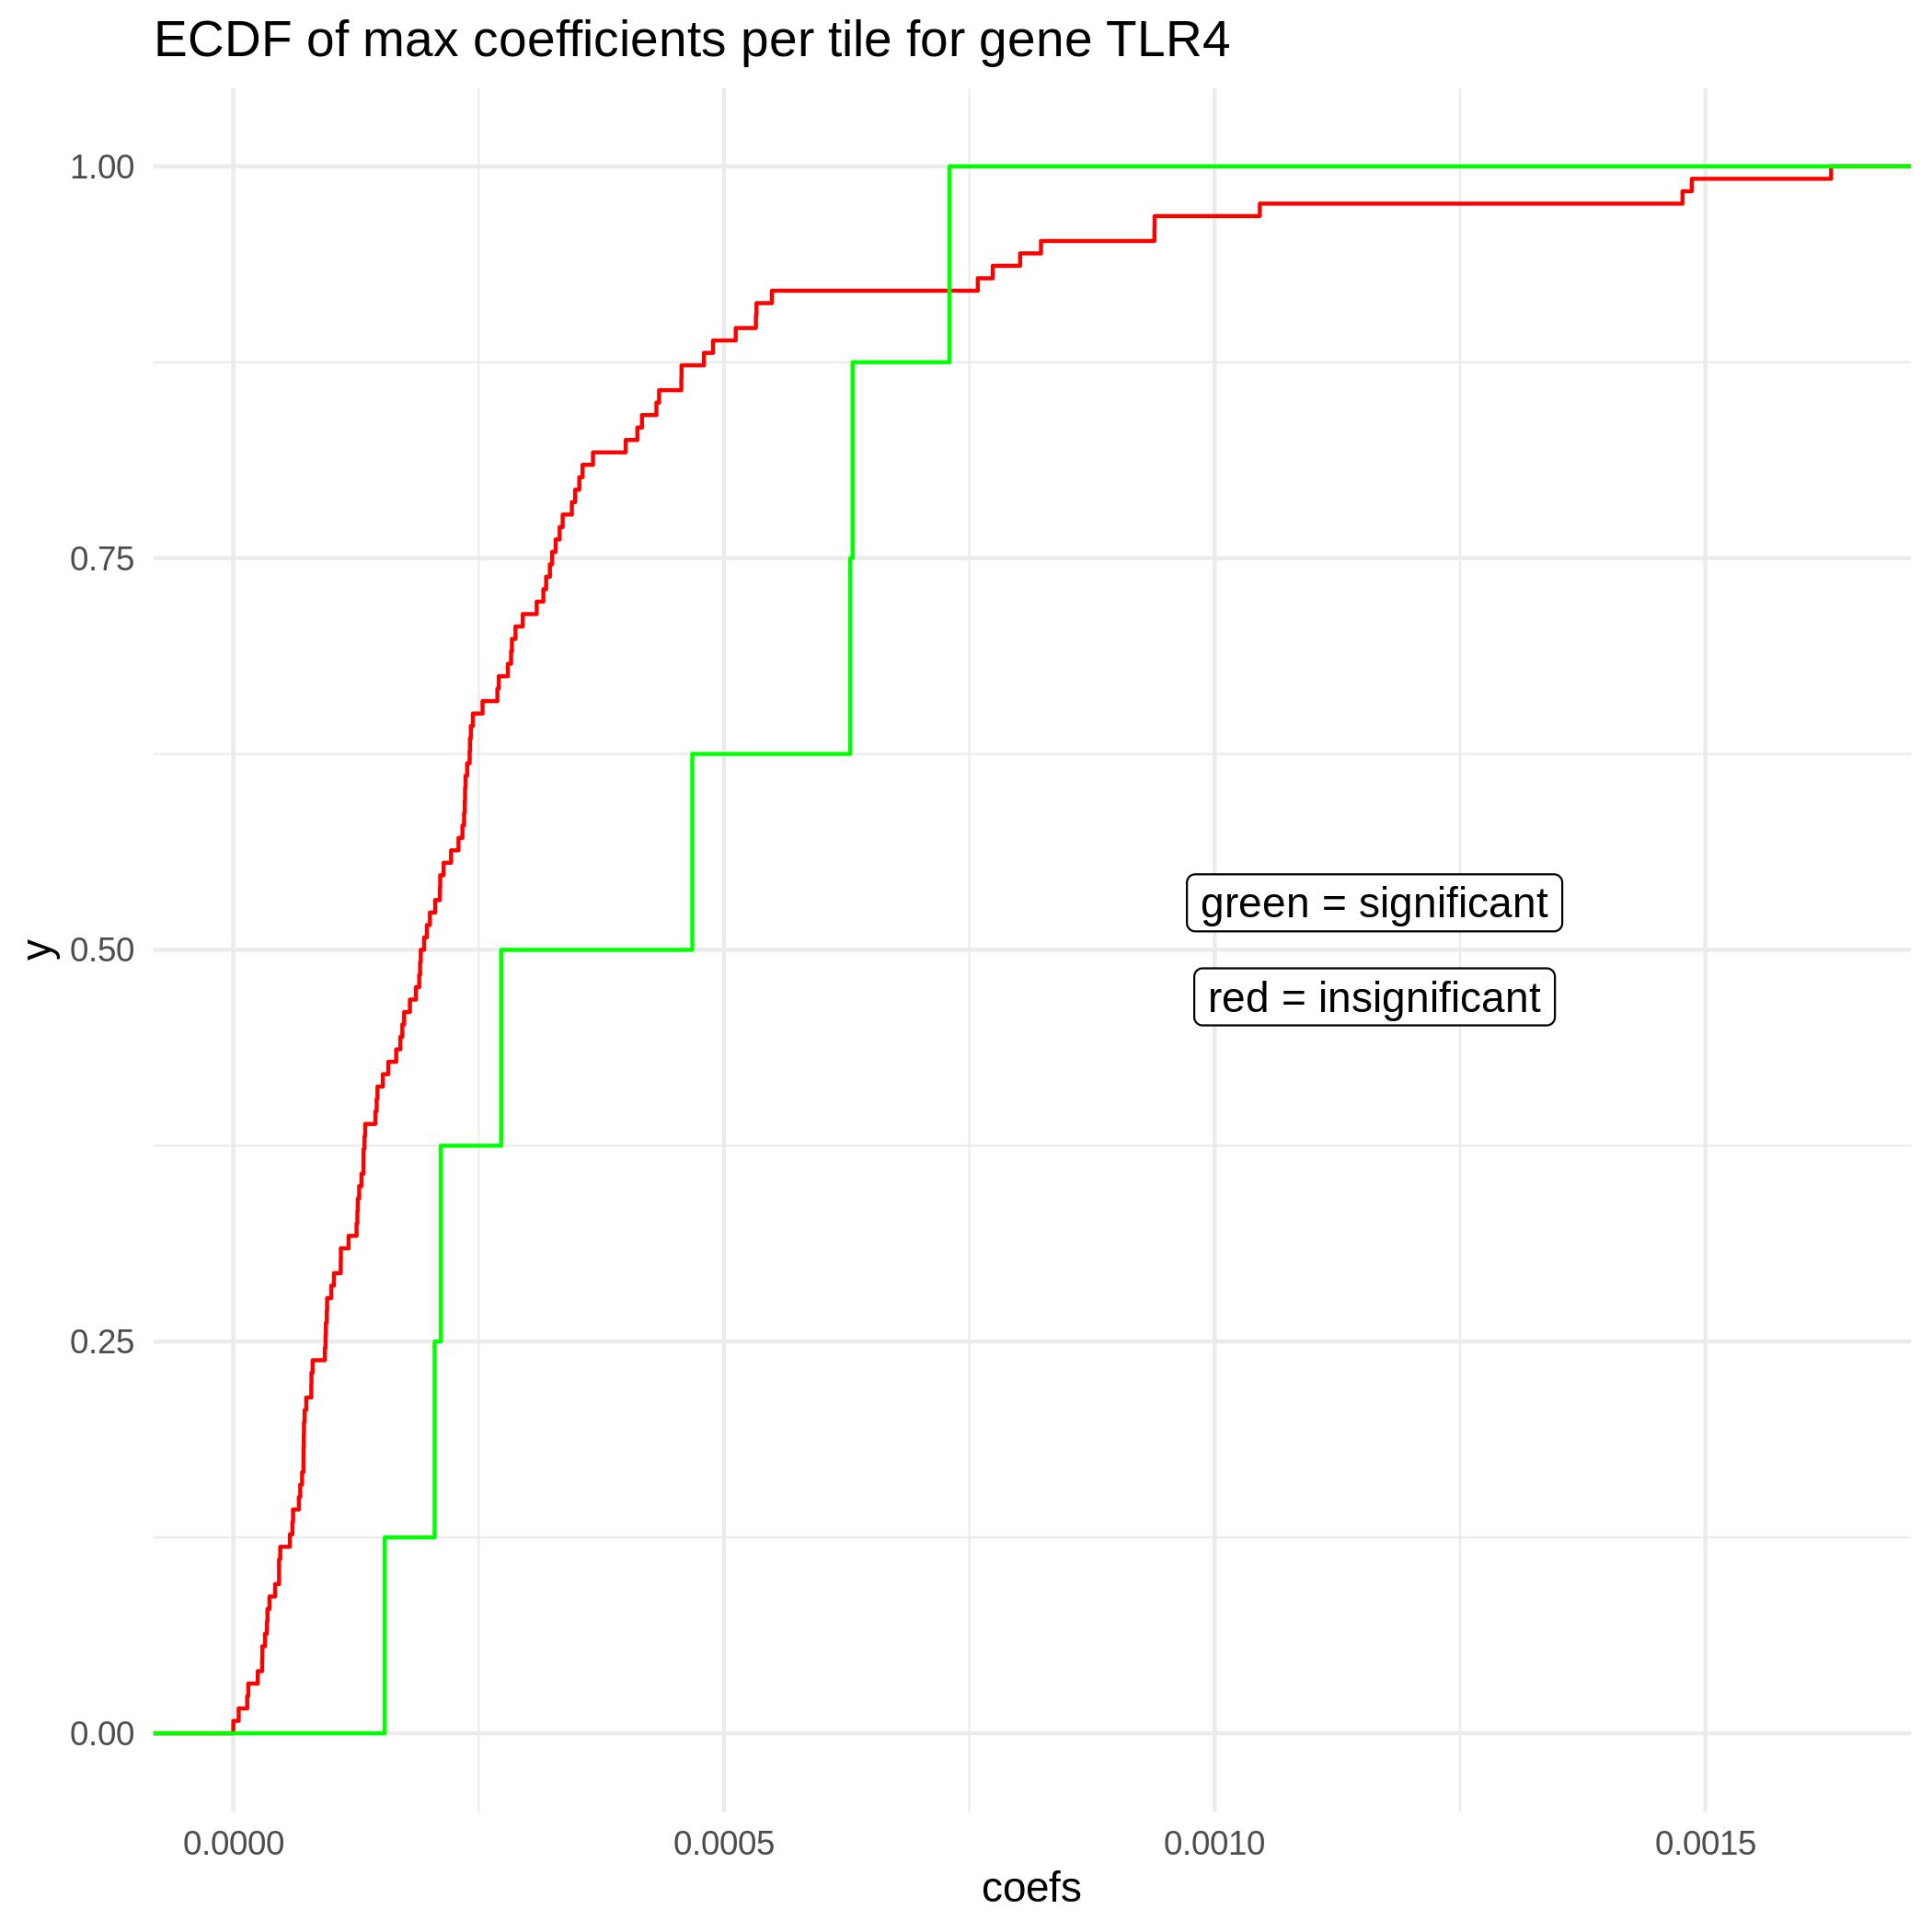 ECDF of max coefficients per tile for gene TLR4
1.00
0.75
0.50
0.25
0.00
y
green = significant
red = insignificant
0.0000
0.0005
0.0010
0.0015
coefs